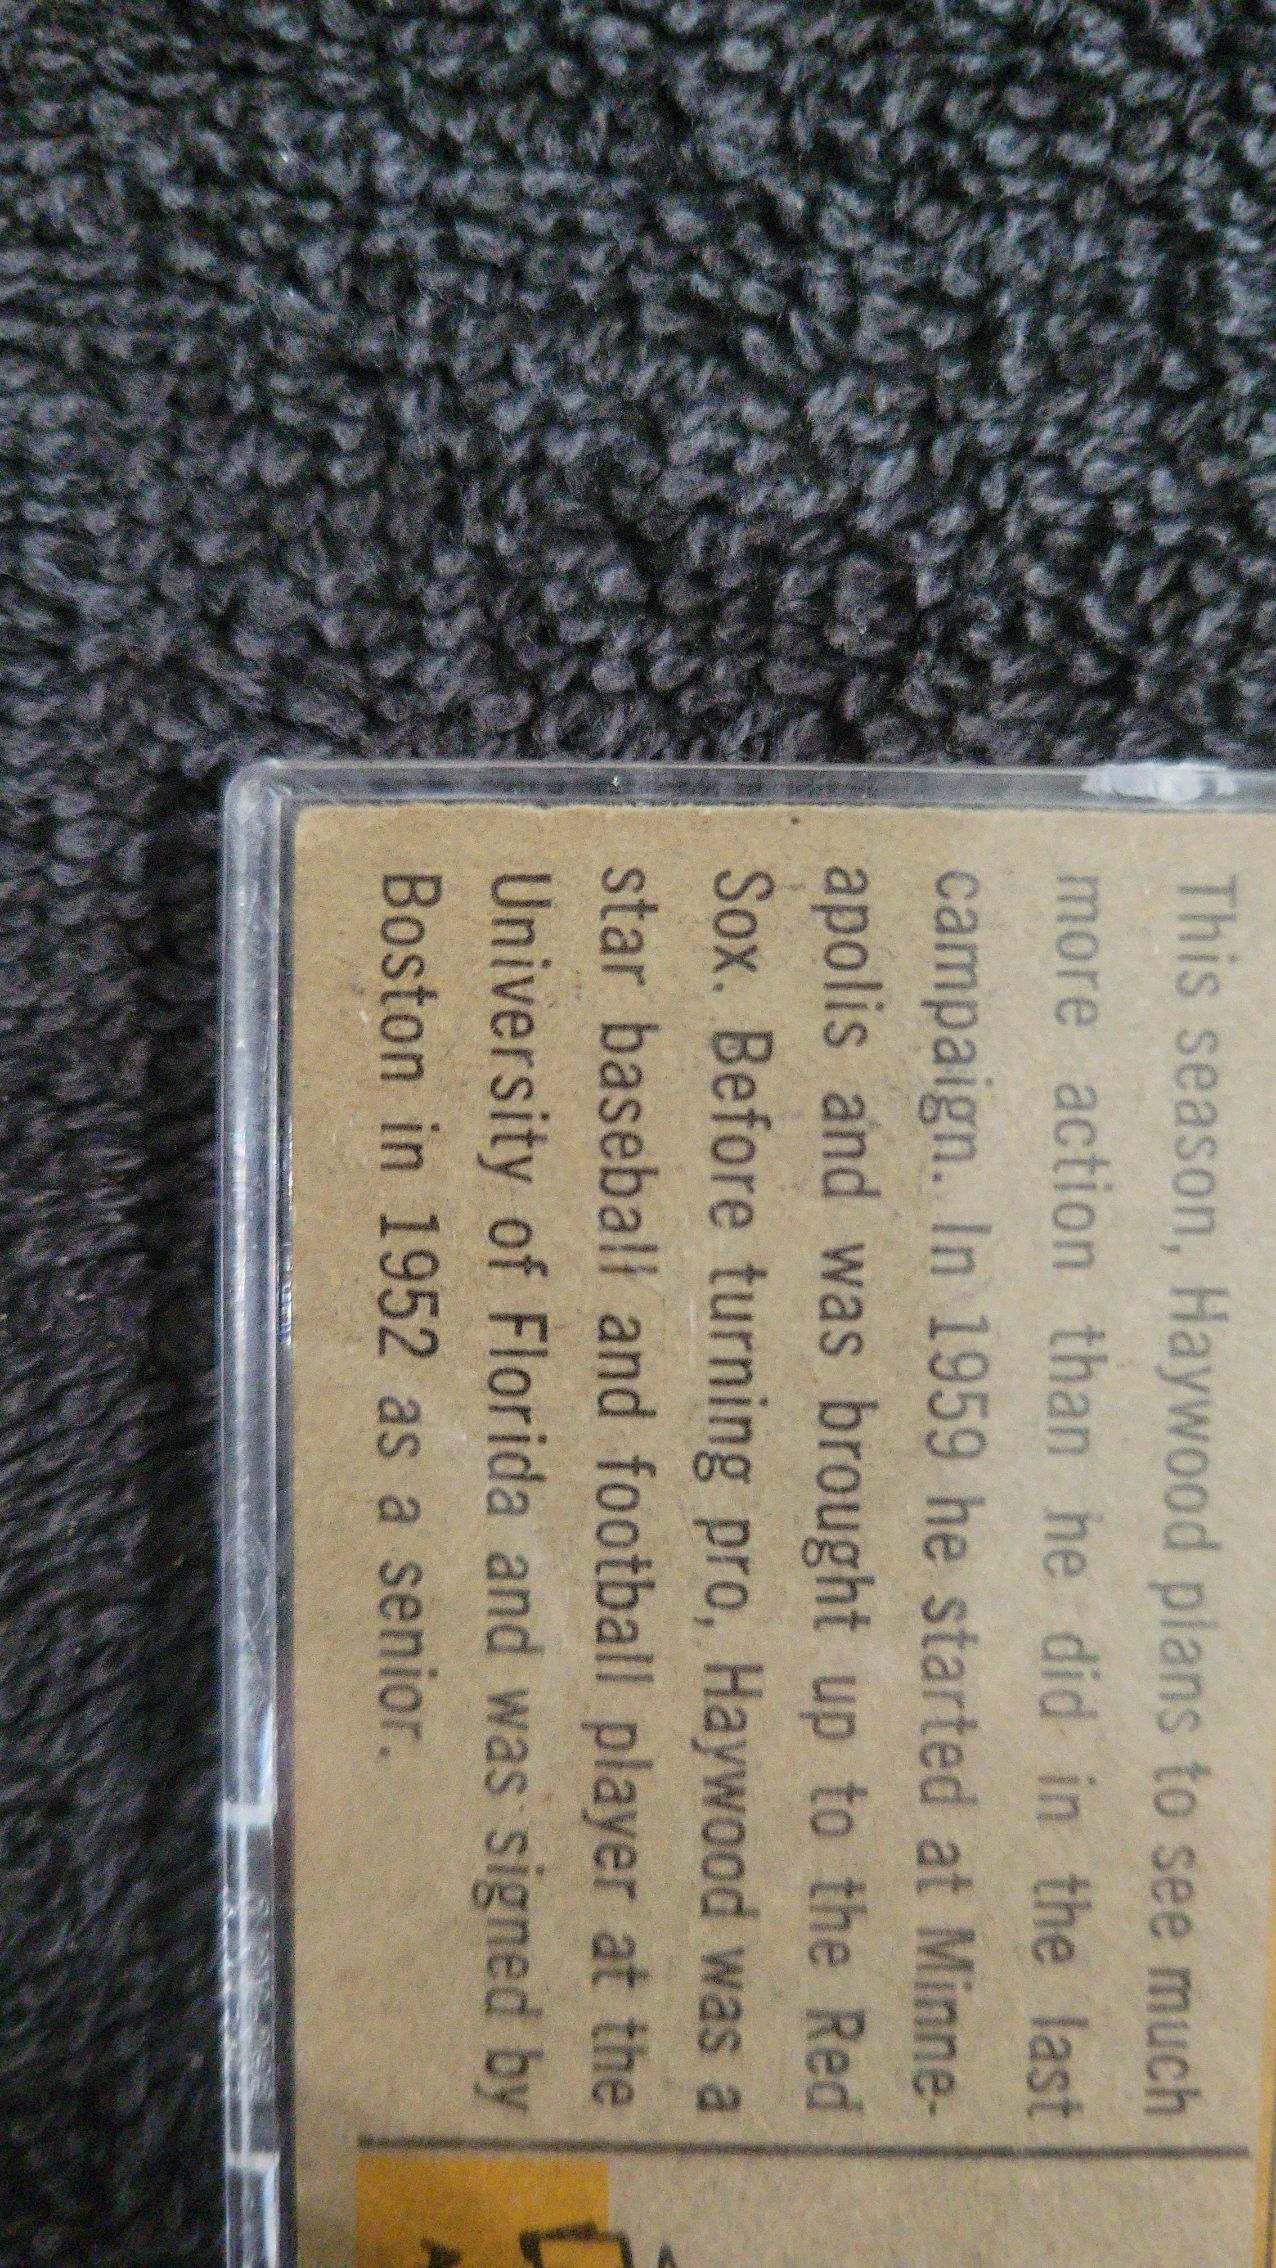 This season, Haywood plans to see much
more action than he did in the last
campaign. In 1959 he started at Minne-
apolis and was brought up to the Red
Sox. Before turning pro, Haywood was a
star baseball and football player at the
University of Florida and was signed by
Boston in 1952 as a senior.